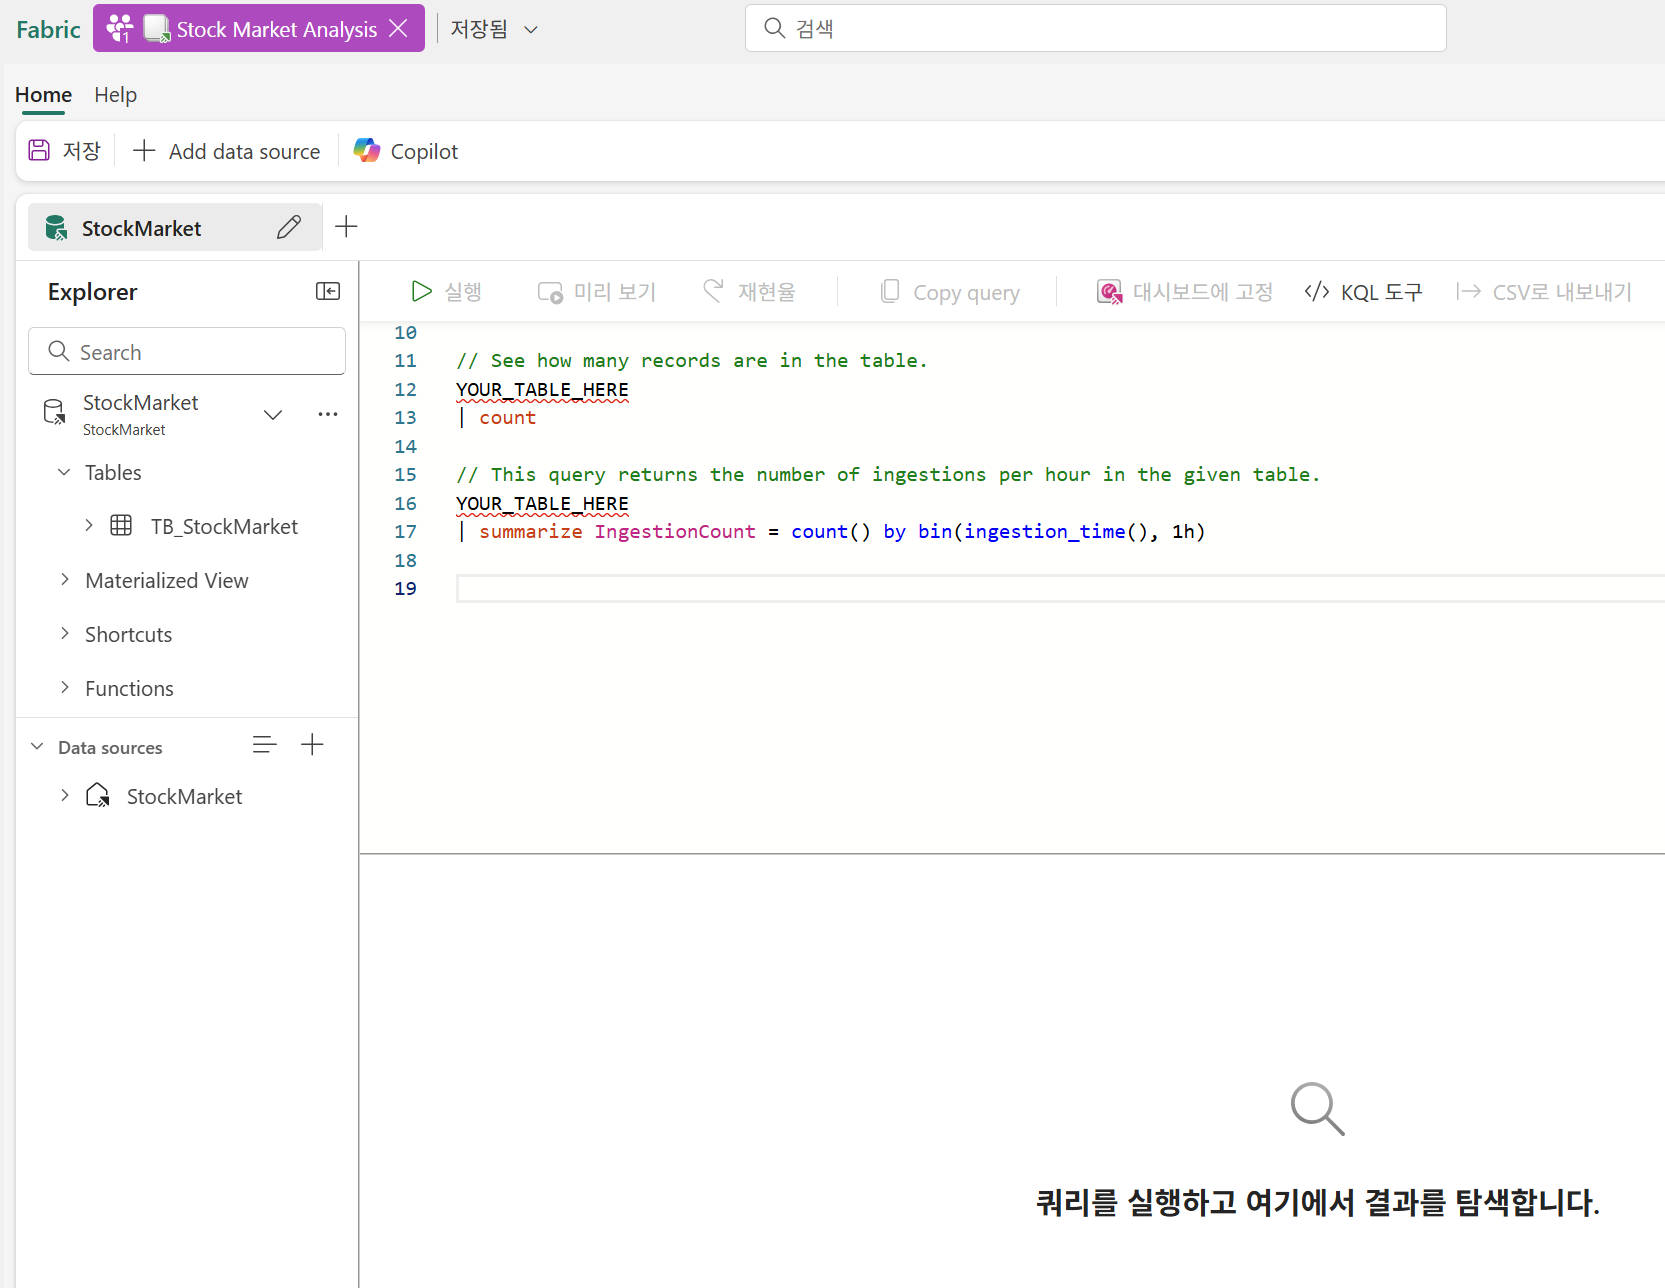 Fabric
1
Stock Market Analysis
저장됨
검색
Home
Help
저장
Add data source
Copilot
StockMarket
Explorer
실행
미리 보기
재현율
Copy query
대시보드에 고정
</> KQL 도구
CSV로 내보내기
Search
StockMarket
StockMarket
Tables
TB_StockMarket
Materialized View
Shortcuts
Functions
Data sources
StockMarket
10
11 // See how many records are in the table.
12 YOUR_TABLE_HERE
13 | count
14
15 // This query returns the number of ingestions per hour in the given table.
16 YOUR_TABLE_HERE
17 | summarize IngestionCount = count() by bin(ingestion_time(), 1h)
18
19
쿼리를 실행하고 여기에서 결과를 탐색합니다.